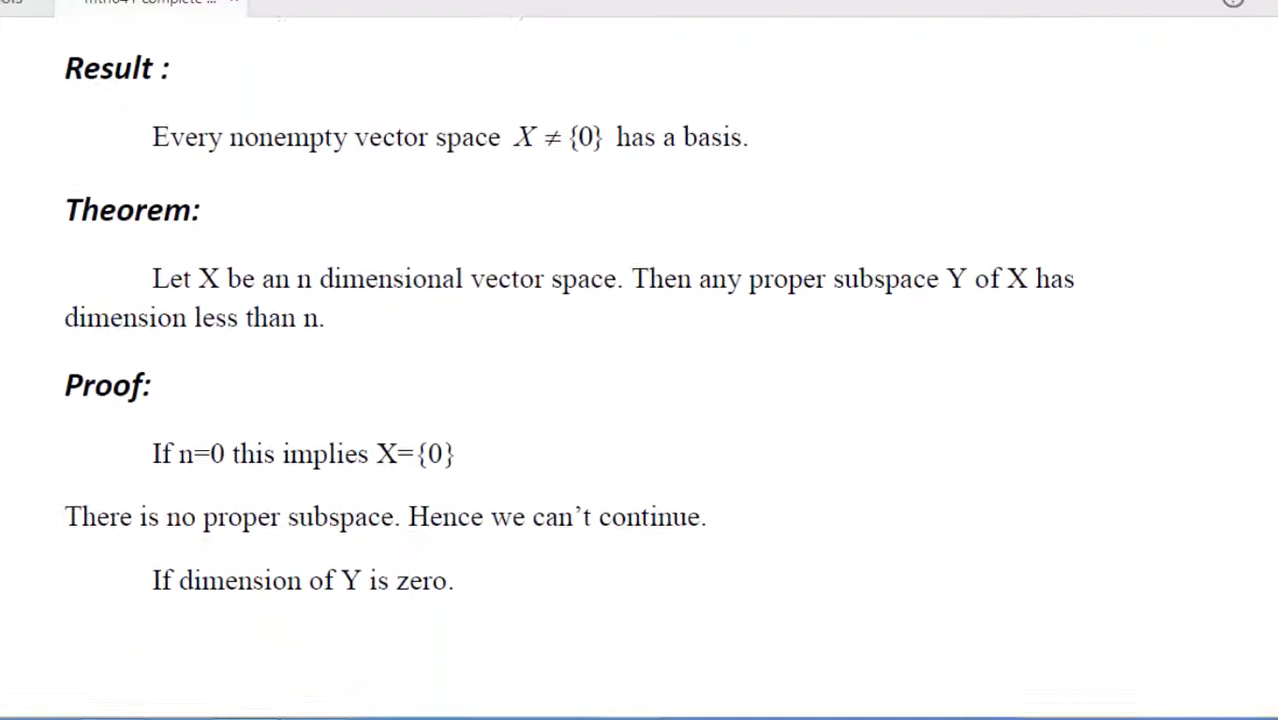 Result :
Every nonempty vector space X ≠ {0} has a basis.
Theorem:
Let X be an n dimensional vector space. Then any proper subspace Y of X has
dimension less than n.
Proof:
If n=0 this implies X={0}
There is no proper subspace. Hence we can’t continue.
If dimension of Y is zero.